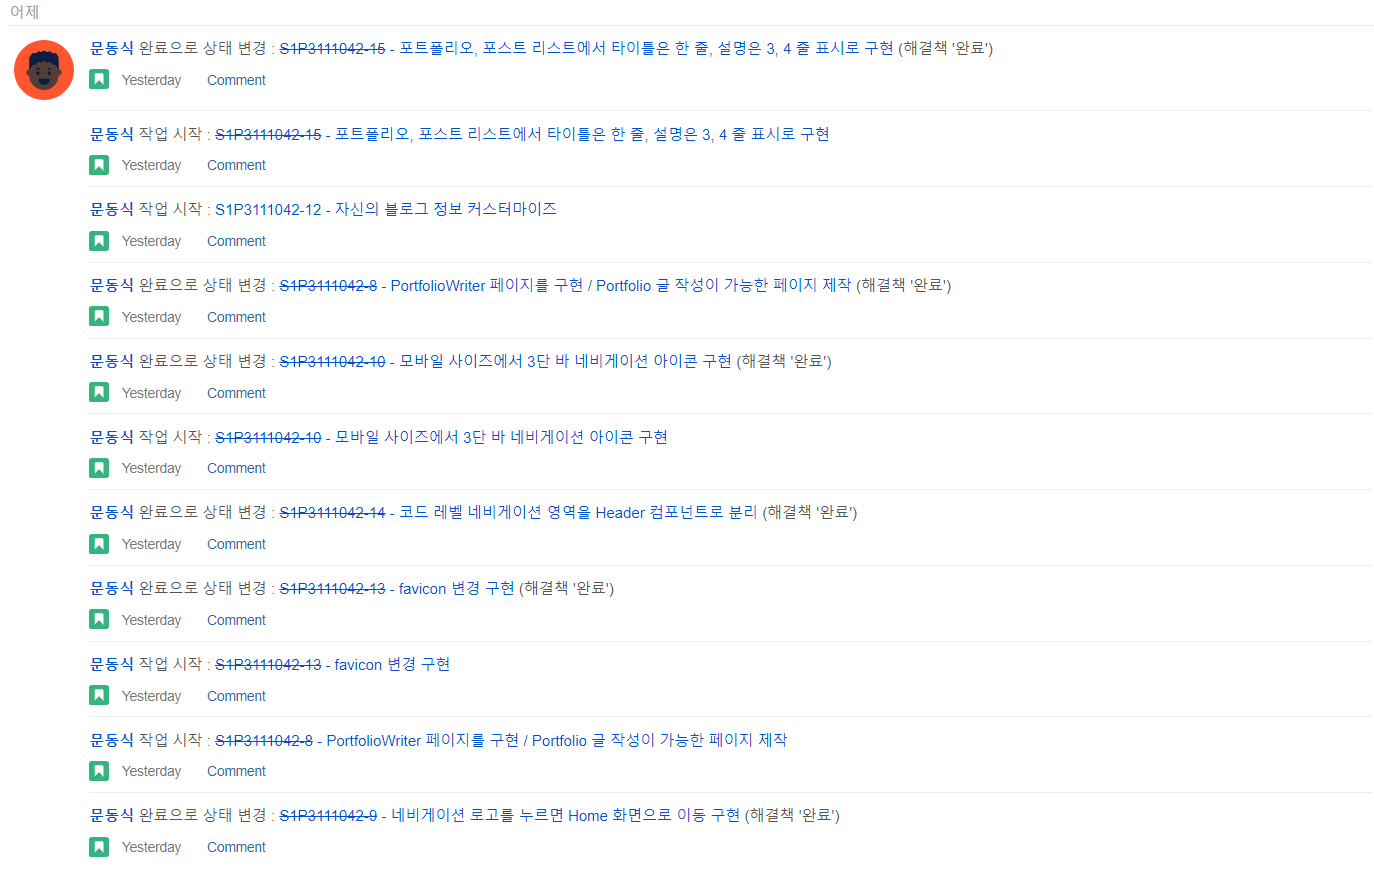 어제
문동식 완료으로 상태 변경 : S1P3111042-15 - 포트폴리오, 포스트 리스트에서 타이틀은 한 줄, 설명은 3, 4 줄 표시로 구현 (해결책 '완료')
Yesterday Comment
문동식 작업 시작 : S1P3111042-15 - 포트폴리오, 포스트 리스트에서 타이틀은 한 줄, 설명은 3, 4 줄 표시로 구현
Yesterday Comment
문동식 작업 시작 : S1P3111042-12 - 자신의 블로그 정보 커스터마이즈
Yesterday Comment
문동식 완료으로 상태 변경 : S1P3111042-8 - PortfolioWriter 페이지를 구현 / Portfolio 글 작성이 가능한 페이지 제작 (해결책 '완료')
Yesterday Comment
문동식 완료으로 상태 변경 : S1P3111042-10 - 모바일 사이즈에서 3단 바 네비게이션 아이콘 구현 (해결책 '완료')
Yesterday Comment
문동식 작업 시작 : S1P3111042-10 - 모바일 사이즈에서 3단 바 네비게이션 아이콘 구현
Yesterday Comment
문동식 완료으로 상태 변경 : S1P3111042-14 - 코드 레벨 네비게이션 영역을 Header 컴포넌트로 분리 (해결책 '완료')
Yesterday Comment
문동식 완료으로 상태 변경 : S1P3111042-13 - favicon 변경 구현 (해결책 '완료')
Yesterday Comment
문동식 작업 시작 : S1P3111042-13 - favicon 변경 구현
Yesterday Comment
문동식 작업 시작 : S1P3111042-8 - PortfolioWriter 페이지를 구현 / Portfolio 글 작성이 가능한 페이지 제작
Yesterday Comment
문동식 완료으로 상태 변경 : S1P3111042-9 - 네비게이션 로고를 누르면 Home 화면으로 이동 구현 (해결책 '완료')
Yesterday Comment